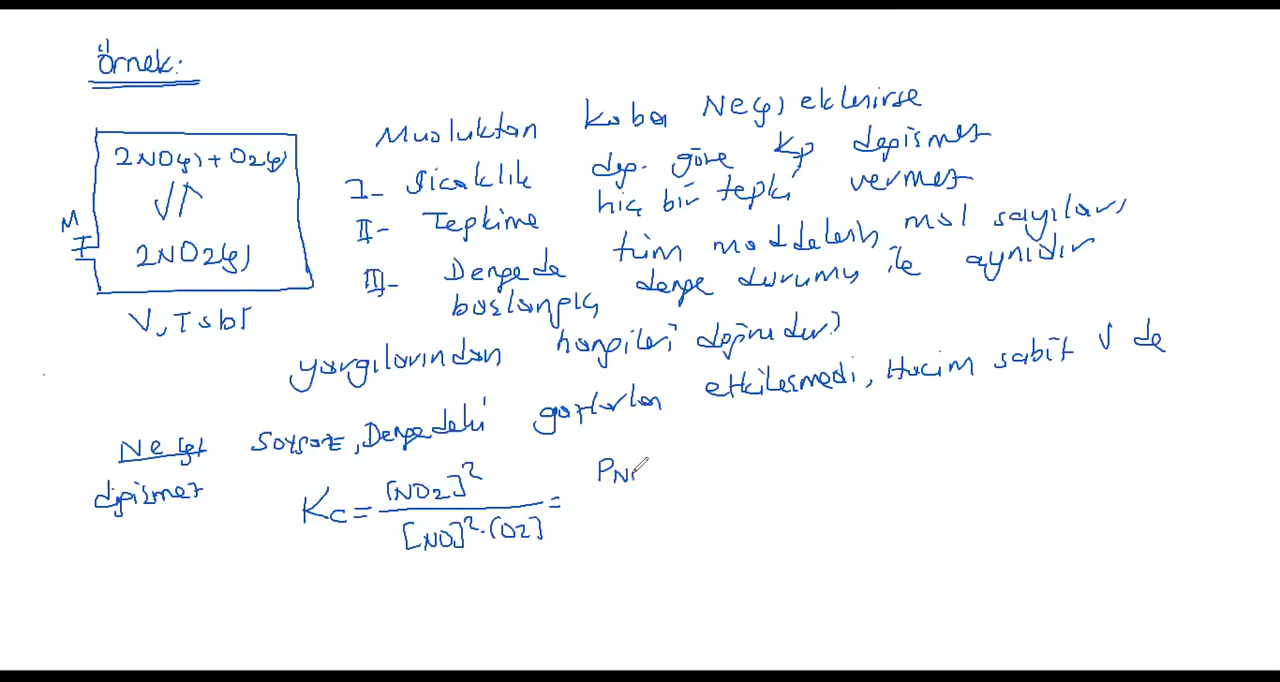 Örnek:
Musluktan kaba Ne(g) eklenirse
I- Sıcaklık değ. göre Kp değişmez
II- Tepkime hiç bir tepki vermez
III- Dengede tüm maddelerin mol sayıları
başlangıç denge durumu ile aynıdır
yargılarından hangileri doğrudur?
2NO(g) + O2(g)
⇅
2NO2(g)
M
V, T sbt
Ne(g) soygaz, Dengedeki gazlarla etkileşmedi, Hacim sabit V de
değişmez
Kc = [NO2]² / [NO]²·[O2] =
PN